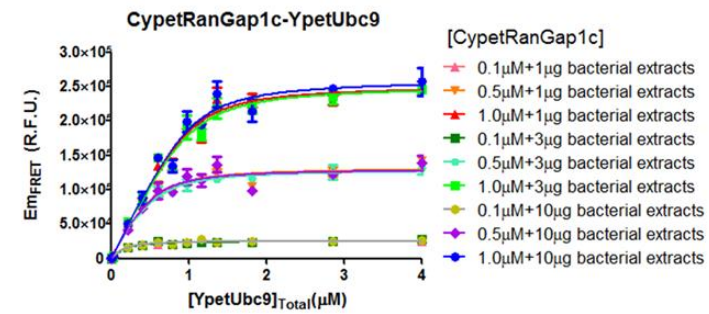 CypetRanGap1c-YpetUbc9
[CypetRanGap1c]
3.0×10⁵
2.5×10⁵
2.0×10⁵
1.5×10⁵
1.0×10⁵
5.0×10⁴
0
Em_FRET (R.F.U.)
0 1 2 3 4
[YpetUbc9]_Total(μM)
0.1μM+1μg bacterial extracts
0.5μM+1μg bacterial extracts
1.0μM+1μg bacterial extracts
0.1μM+3μg bacterial extracts
0.5μM+3μg bacterial extracts
1.0μM+3μg bacterial extracts
0.1μM+10μg bacterial extracts
0.5μM+10μg bacterial extracts
1.0μM+10μg bacterial extracts